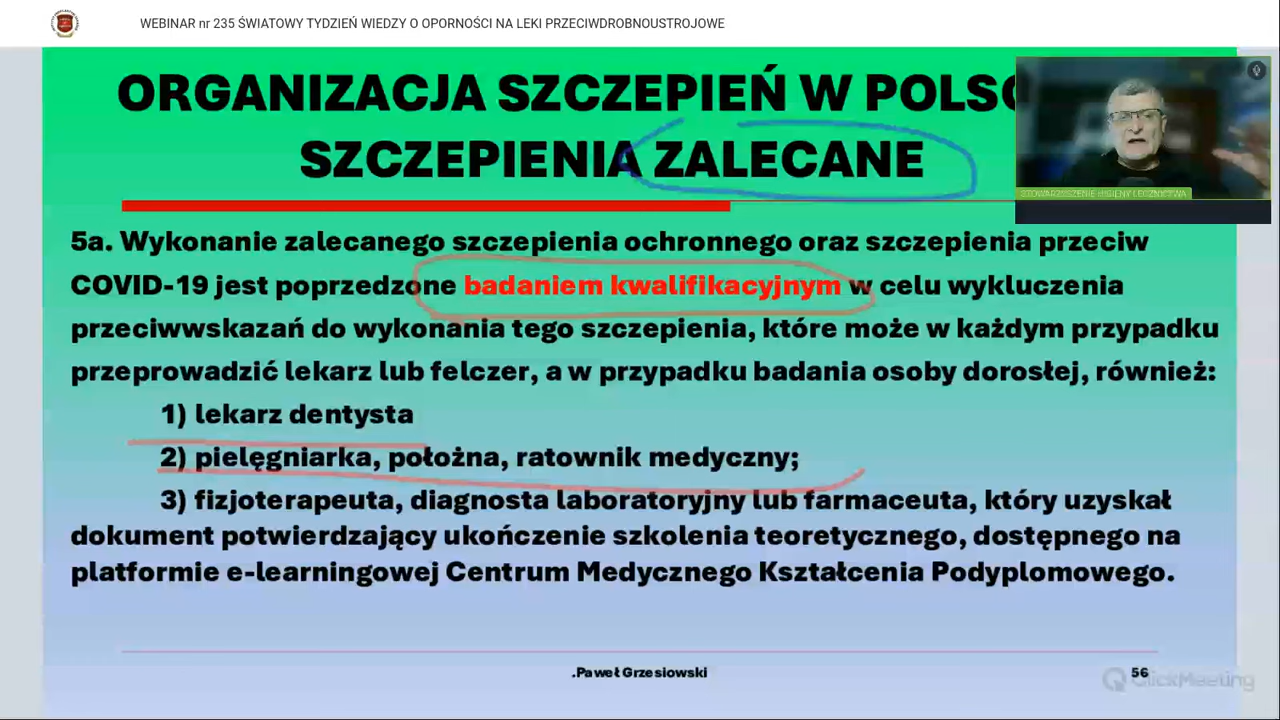 WEBINAR nr 235 ŚWIATOWY TYDZIEŃ WIEDZY O OPORNOŚCI NA LEKI PRZECIWDROBNOUSTROJOWE
ORGANIZACJA SZCZEPIEŃ W POLSC
SZCZEPIENIA ZALECANE
STOWARZYSZENIE HIGIENY LECZNICTWA
5a. Wykonanie zalecanego szczepienia ochronnego oraz szczepienia przeciw
COVID-19 jest poprzedzone badaniem kwalifikacyjnym w celu wykluczenia
przeciwwskazań do wykonania tego szczepienia, które może w każdym przypadku
przeprowadzić lekarz lub felczer, a w przypadku badania osoby dorosłej, również:
1) lekarz dentysta
2) pielęgniarka, położna, ratownik medyczny;
3) fizjoterapeuta, diagnosta laboratoryjny lub farmaceuta, który uzyskał
dokument potwierdzający ukończenie szkolenia teoretycznego, dostępnego na
platformie e-learningowej Centrum Medycznego Kształcenia Podyplomowego.
.Paweł Grzesiowski
56
ClickMeeting